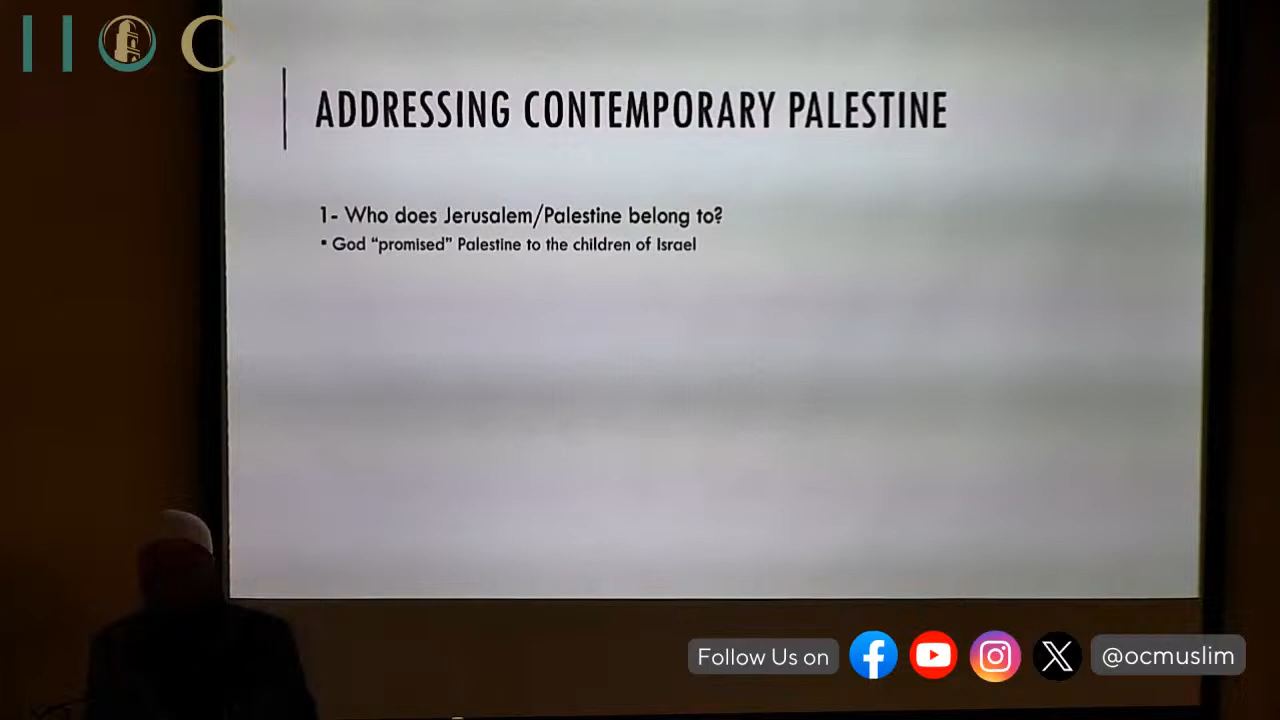 IIOC
ADDRESSING CONTEMPORARY PALESTINE
1- Who does Jerusalem/Palestine belong to?
• God “promised” Palestine to the children of Israel
Follow Us on @ocmuslim